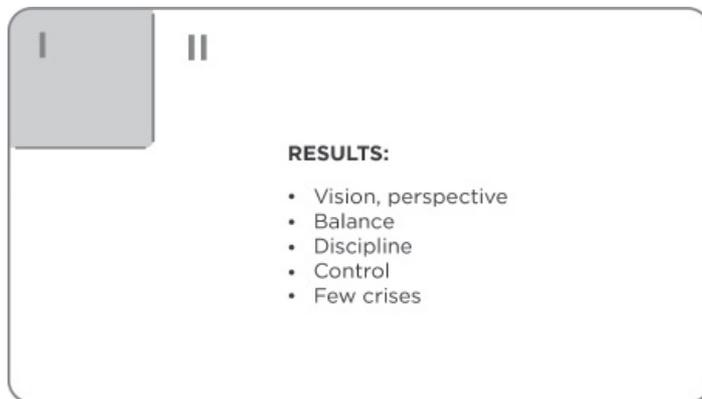 I
II
RESULTS:
• Vision, perspective
• Balance
• Discipline
• Control
• Few crises